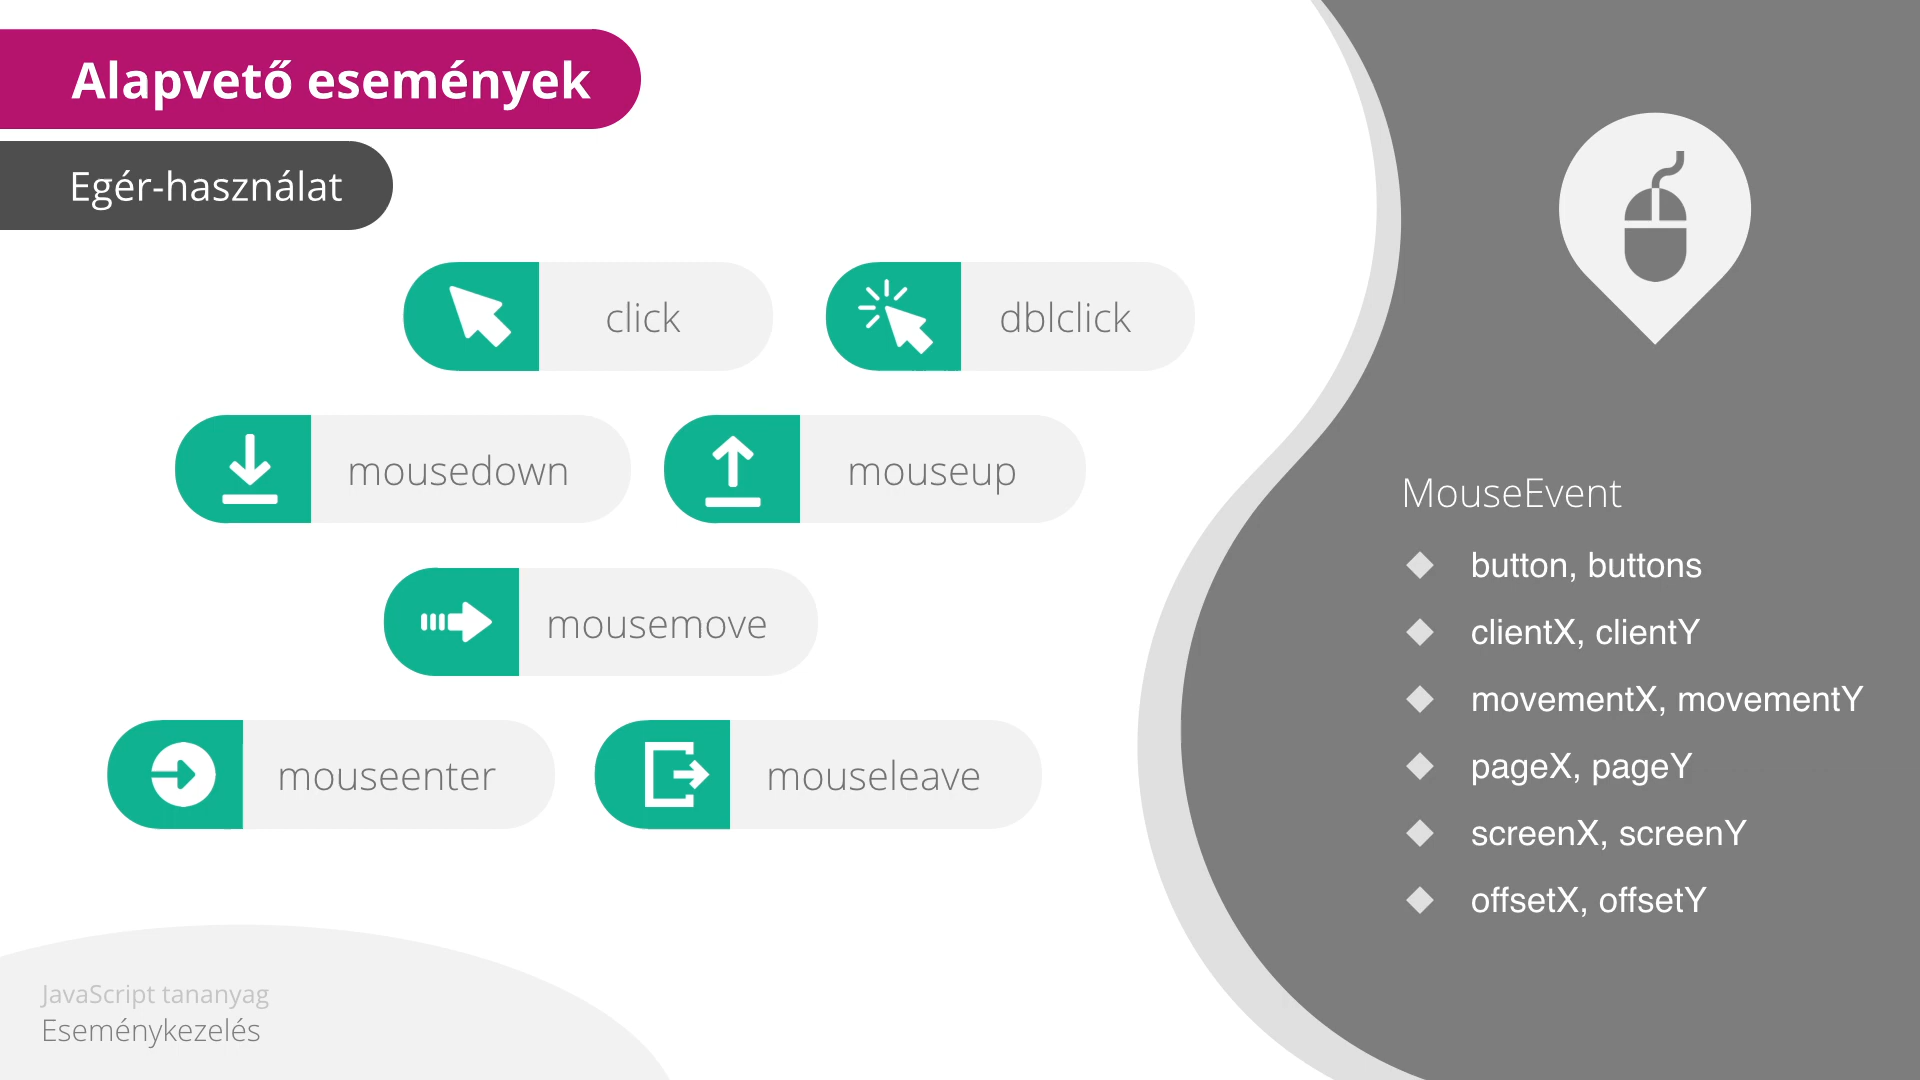 Alapvető események
Egér-használat
click
dblclick
mousedown
mouseup
mousemove
mouseenter
mouseleave
MouseEvent
button, buttons
clientX, clientY
movementX, movementY
pageX, pageY
screenX, screenY
offsetX, offsetY
JavaScript tananyag
Eseménykezelés